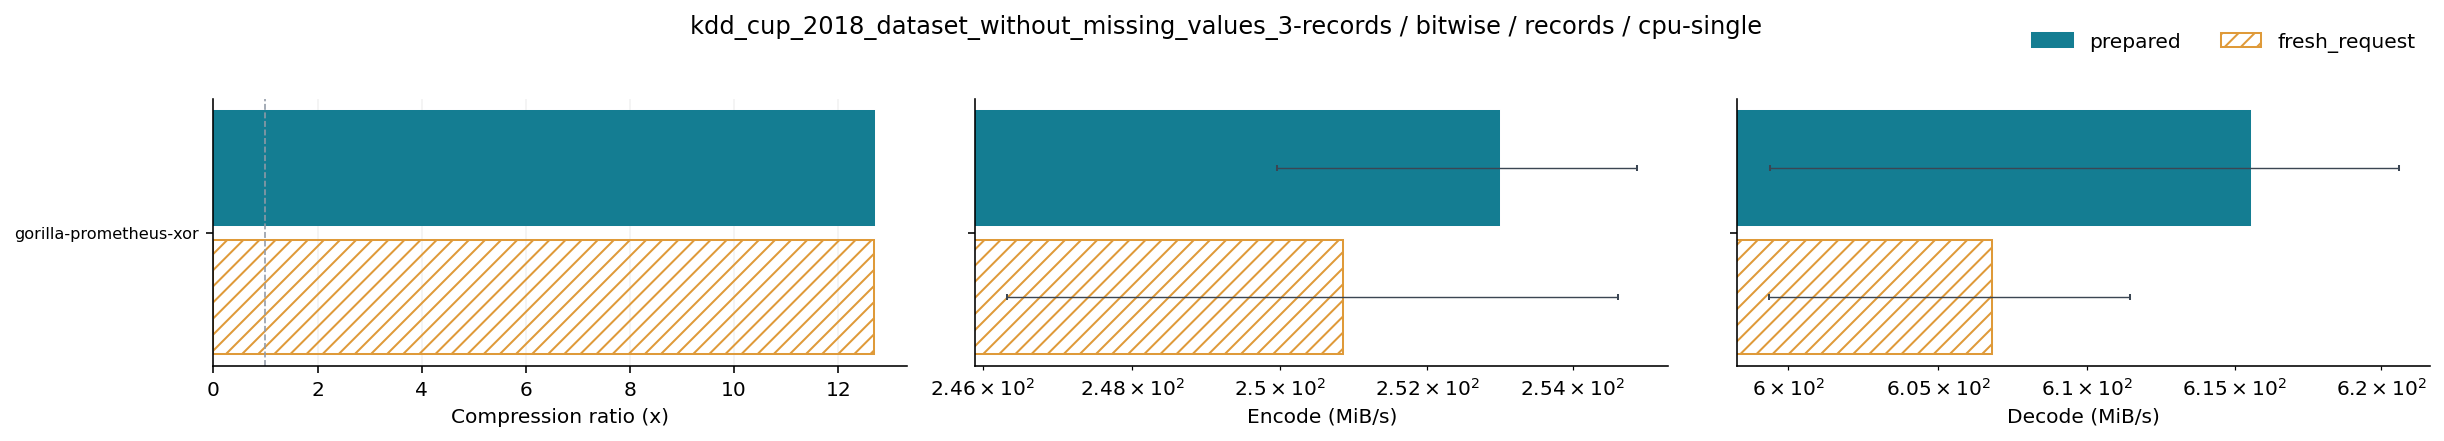 kdd_cup_2018_dataset_without_missing_values_3-records / bitwise / records / cpu-single
prepared fresh_request
gorilla-prometheus-xor
0 2 4 6 8 10 12
Compression ratio (x)
2.46 × 10² 2.48 × 10² 2.5 × 10² 2.52 × 10² 2.54 × 10²
Encode (MiB/s)
6 × 10² 6.05 × 10² 6.1 × 10² 6.15 × 10² 6.2 × 10²
Decode (MiB/s)